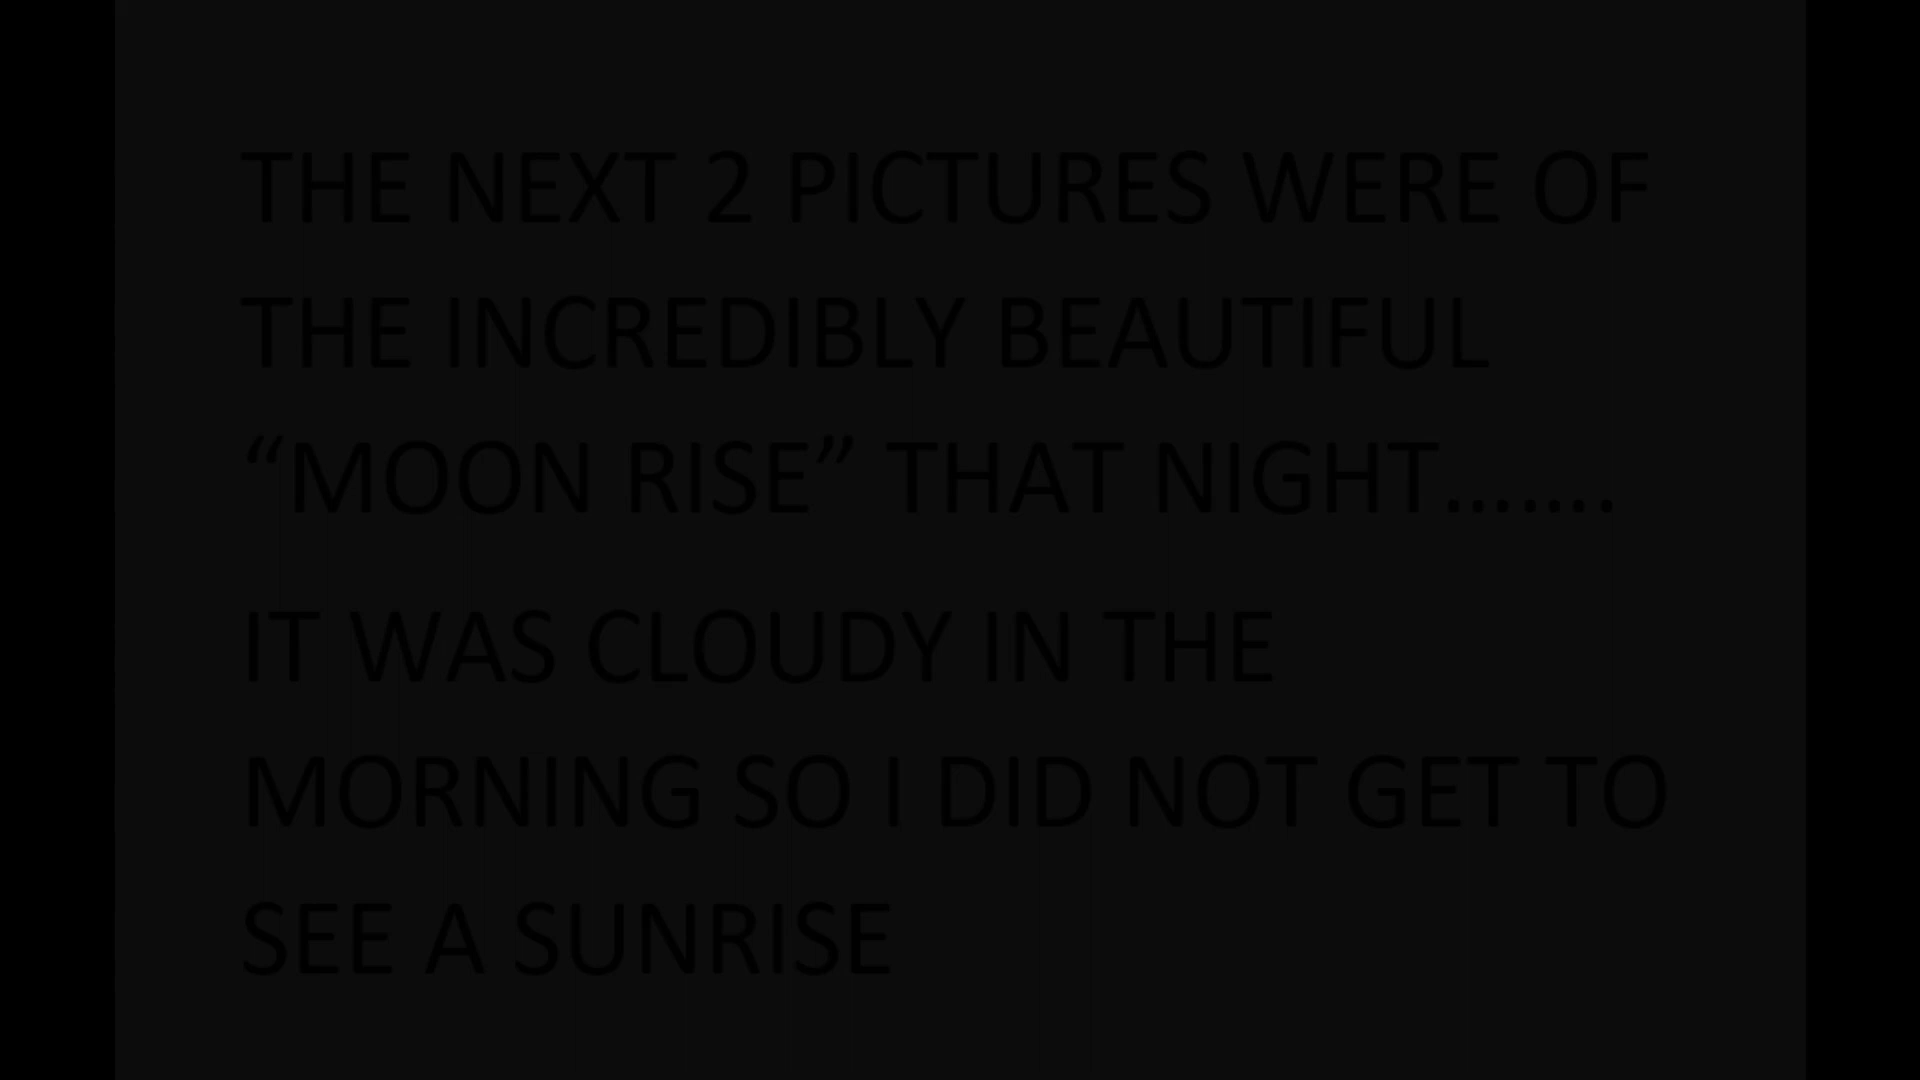 THE NEXT 2 PICTURES WERE OF
THE INCREDIBLY BEAUTIFUL
“MOON RISE” THAT NIGHT…….
IT WAS CLOUDY IN THE
MORNING SO I DID NOT GET TO
SEE A SUNRISE